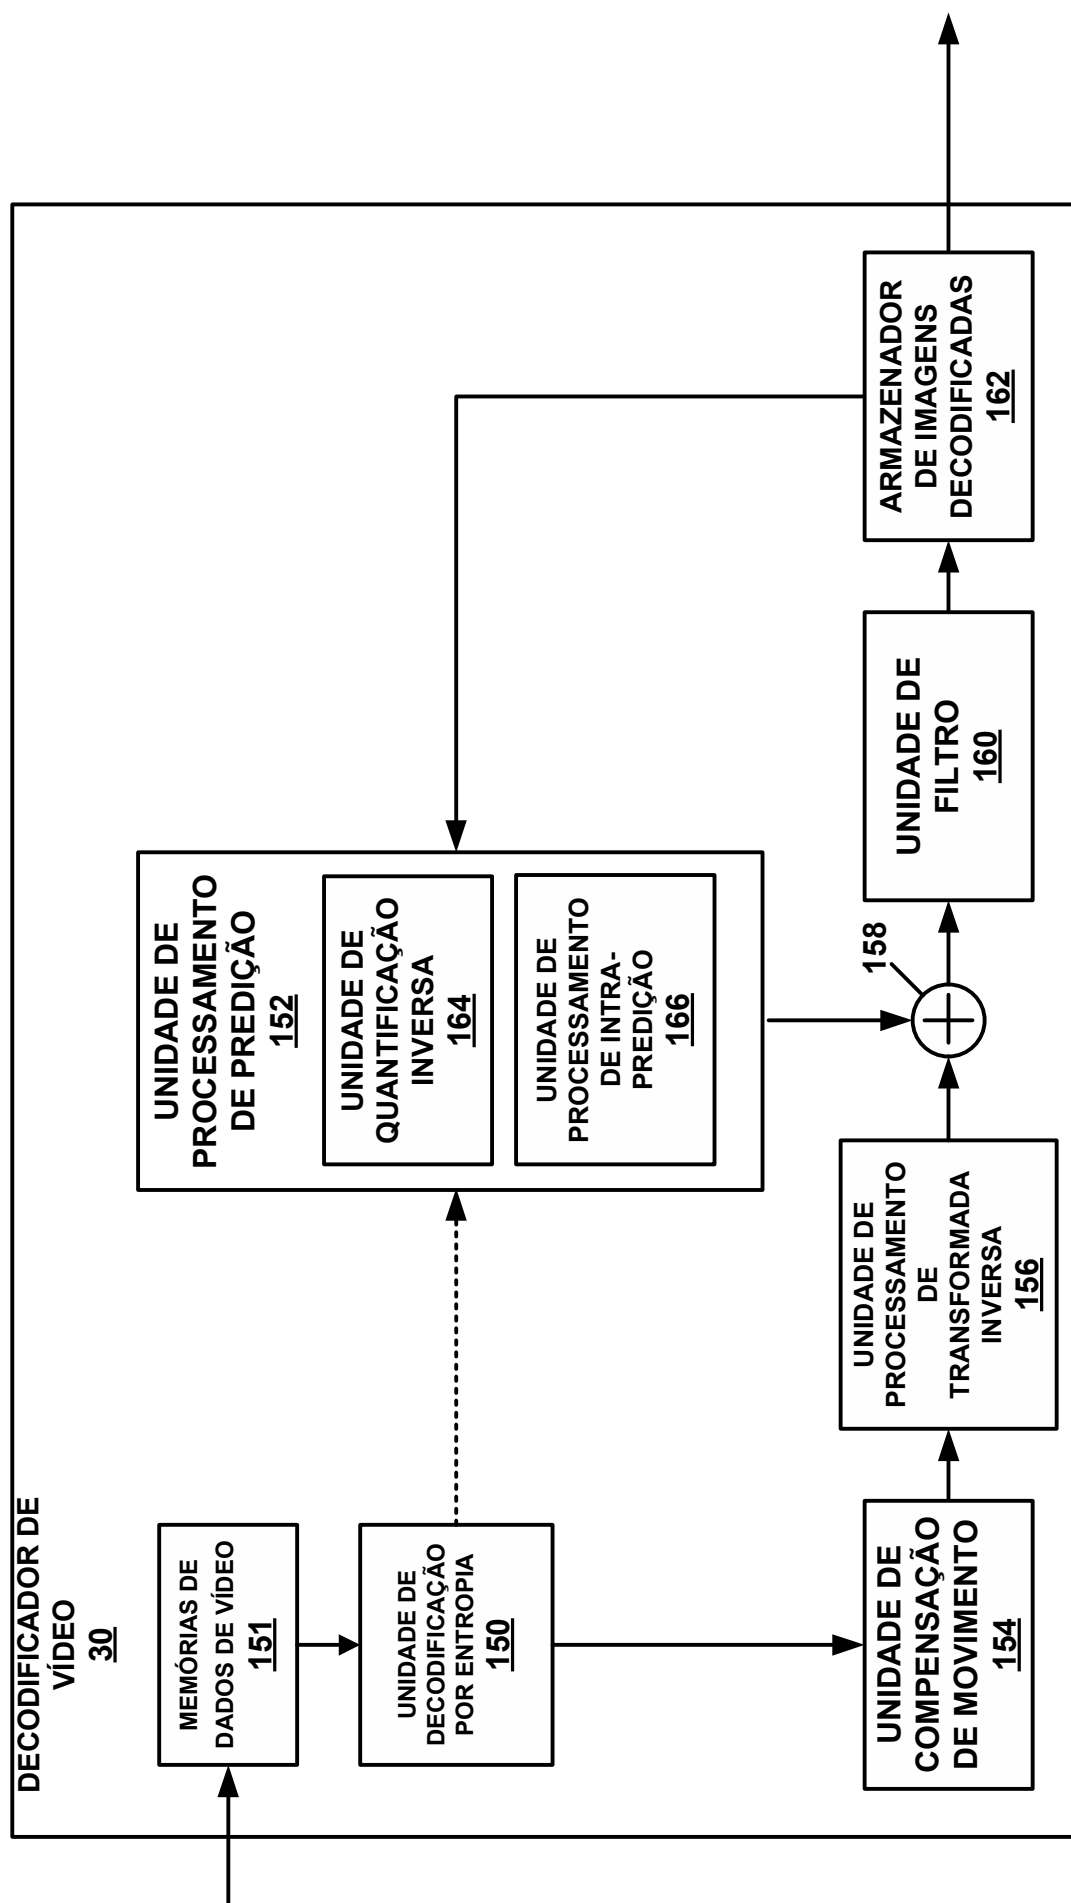 DECODIFICADOR DE
VÍDEO
30
MEMÓRIAS DE
DADOS DE VÍDEO
151
UNIDADE DE
DECODIFICAÇÃO
POR ENTROPIA
150
UNIDADE DE
PROCESSAMENTO
DE PREDIÇÃO
152
UNIDADE DE
QUANTIFICAÇÃO
INVERSA
164
UNIDADE DE
PROCESSAMENTO
DE INTRA-
PREDIÇÃO
166
UNIDADE DE
COMPENSAÇÃO
DE MOVIMENTO
154
UNIDADE DE
PROCESSAMENTO
DE
TRANSFORMADA
INVERSA
156
158
UNIDADE DE
FILTRO
160
ARMAZENADOR
DE IMAGENS
DECODIFICADAS
162